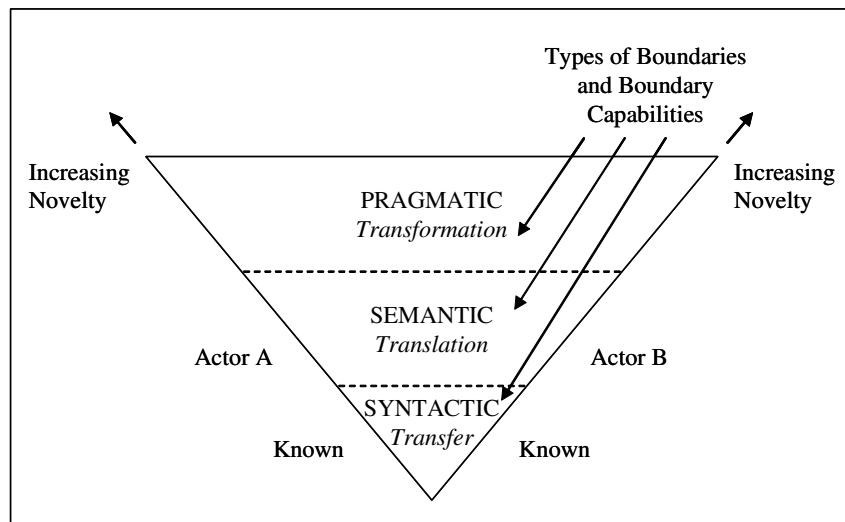 Types of Boundaries
and Boundary
Capabilities
Increasing
Novelty
Increasing
Novelty
PRAGMATIC
Transformation
SEMANTIC
Translation
Actor A
Actor B
SYNTACTIC
Transfer
Known
Known